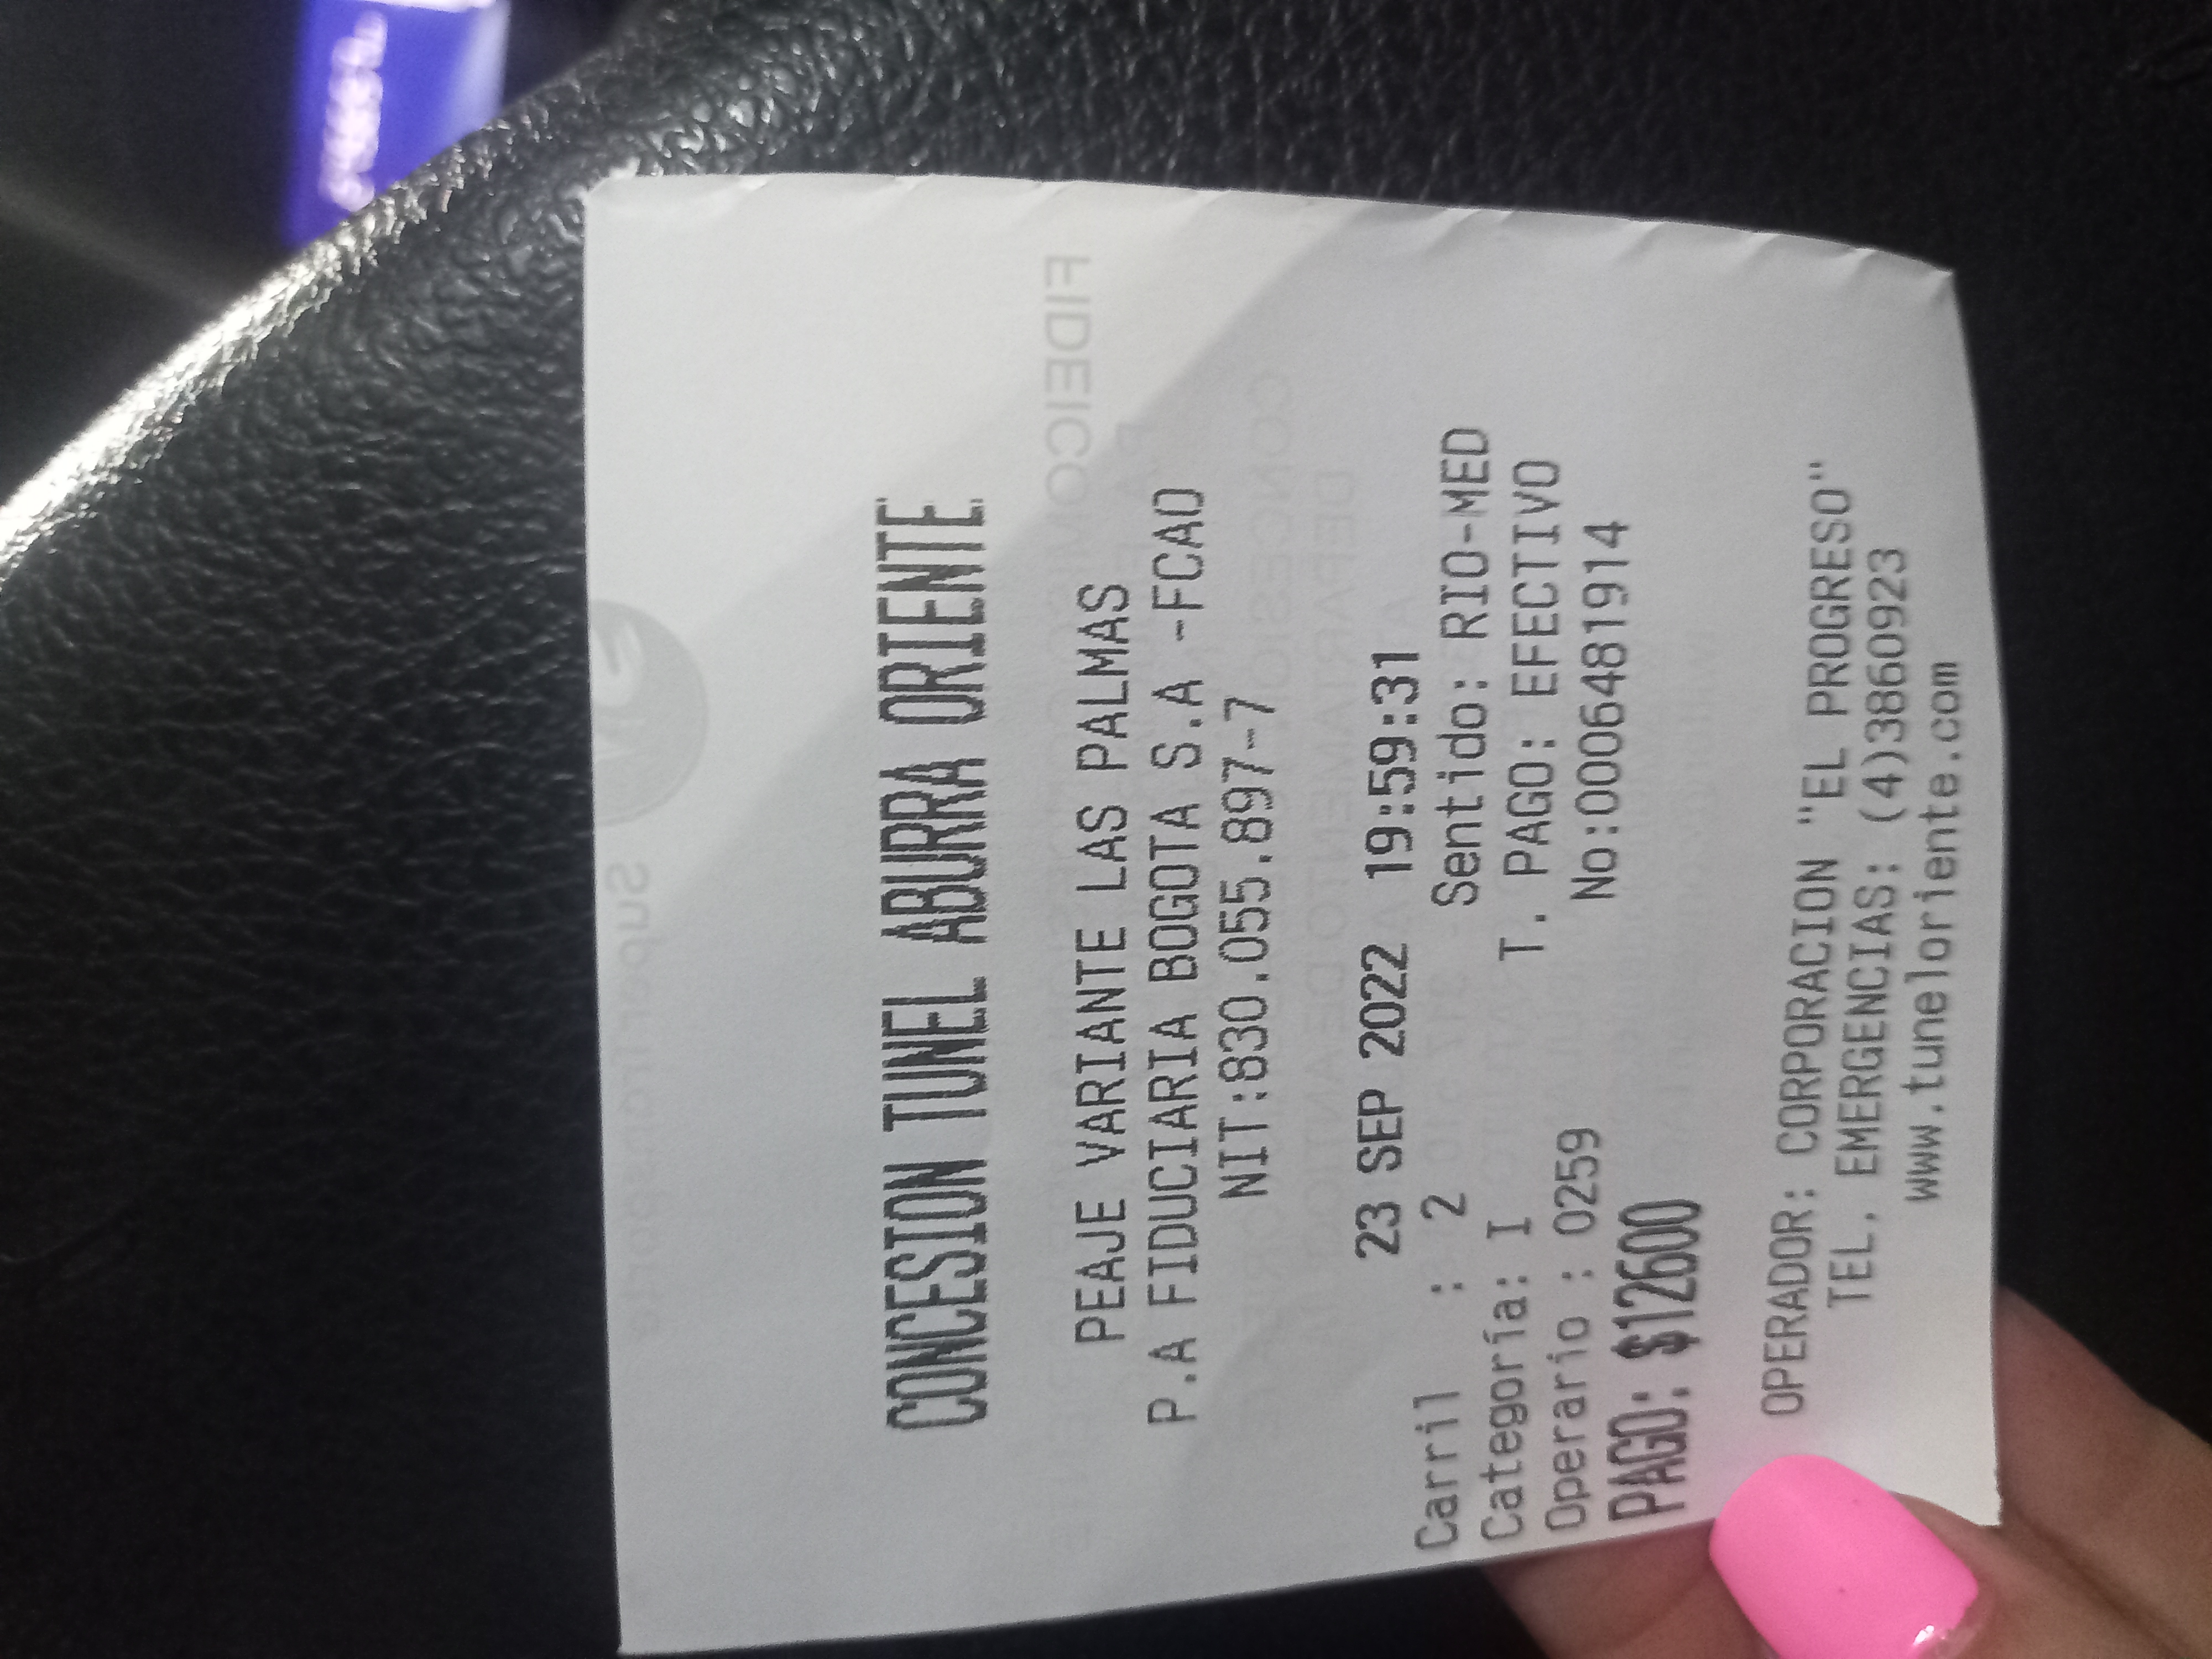 CONCESION TUNEL ABURRA ORIENTE
PEAJE VARIANTE LAS PALMAS
P.A FIDUCIARIA BOGOTA S.A -FCAO
NIT:830.055.897-7
23 SEP 2022 19:59:31
Carril : 2 Sentido: RIO-MED
Categoría: I T. PAGO: EFECTIVO
Operario : 0259 No:0006481914
PAGO: $12600
OPERADOR: CORPORACION "EL PROGRESO"
TEL. EMERGENCIAS: (4)3860923
www.tuneloriente.com